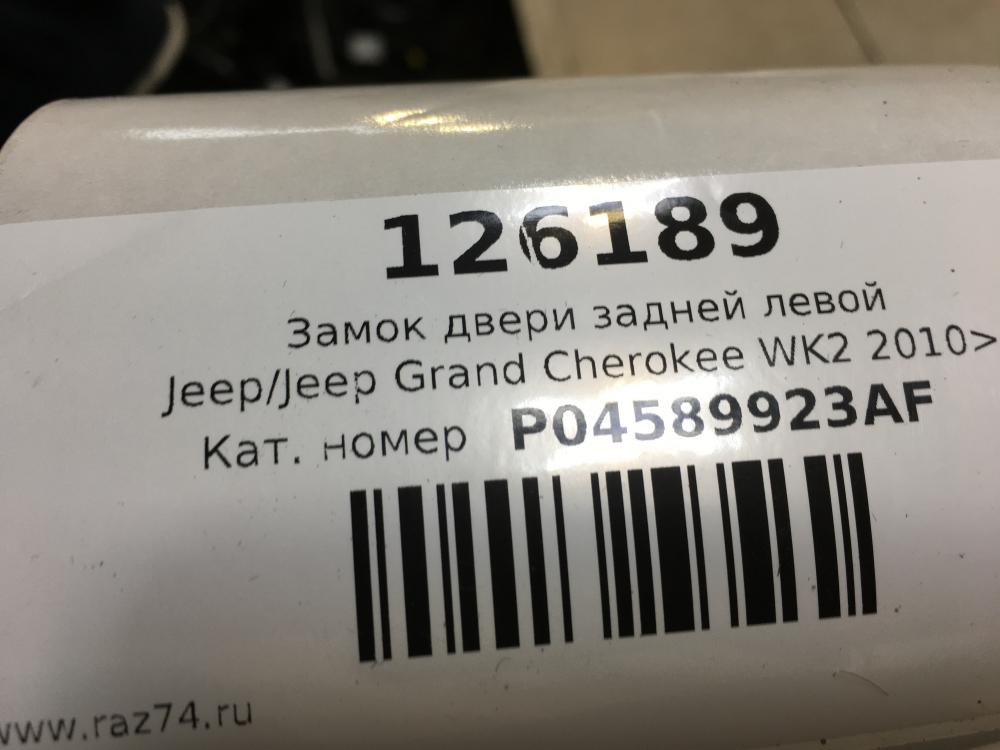 126189
Замок двери задней левой
Jeep/Jeep Grand Cherokee WK2 2010>
Кат. номер P04589923AF
www.raz74.ru